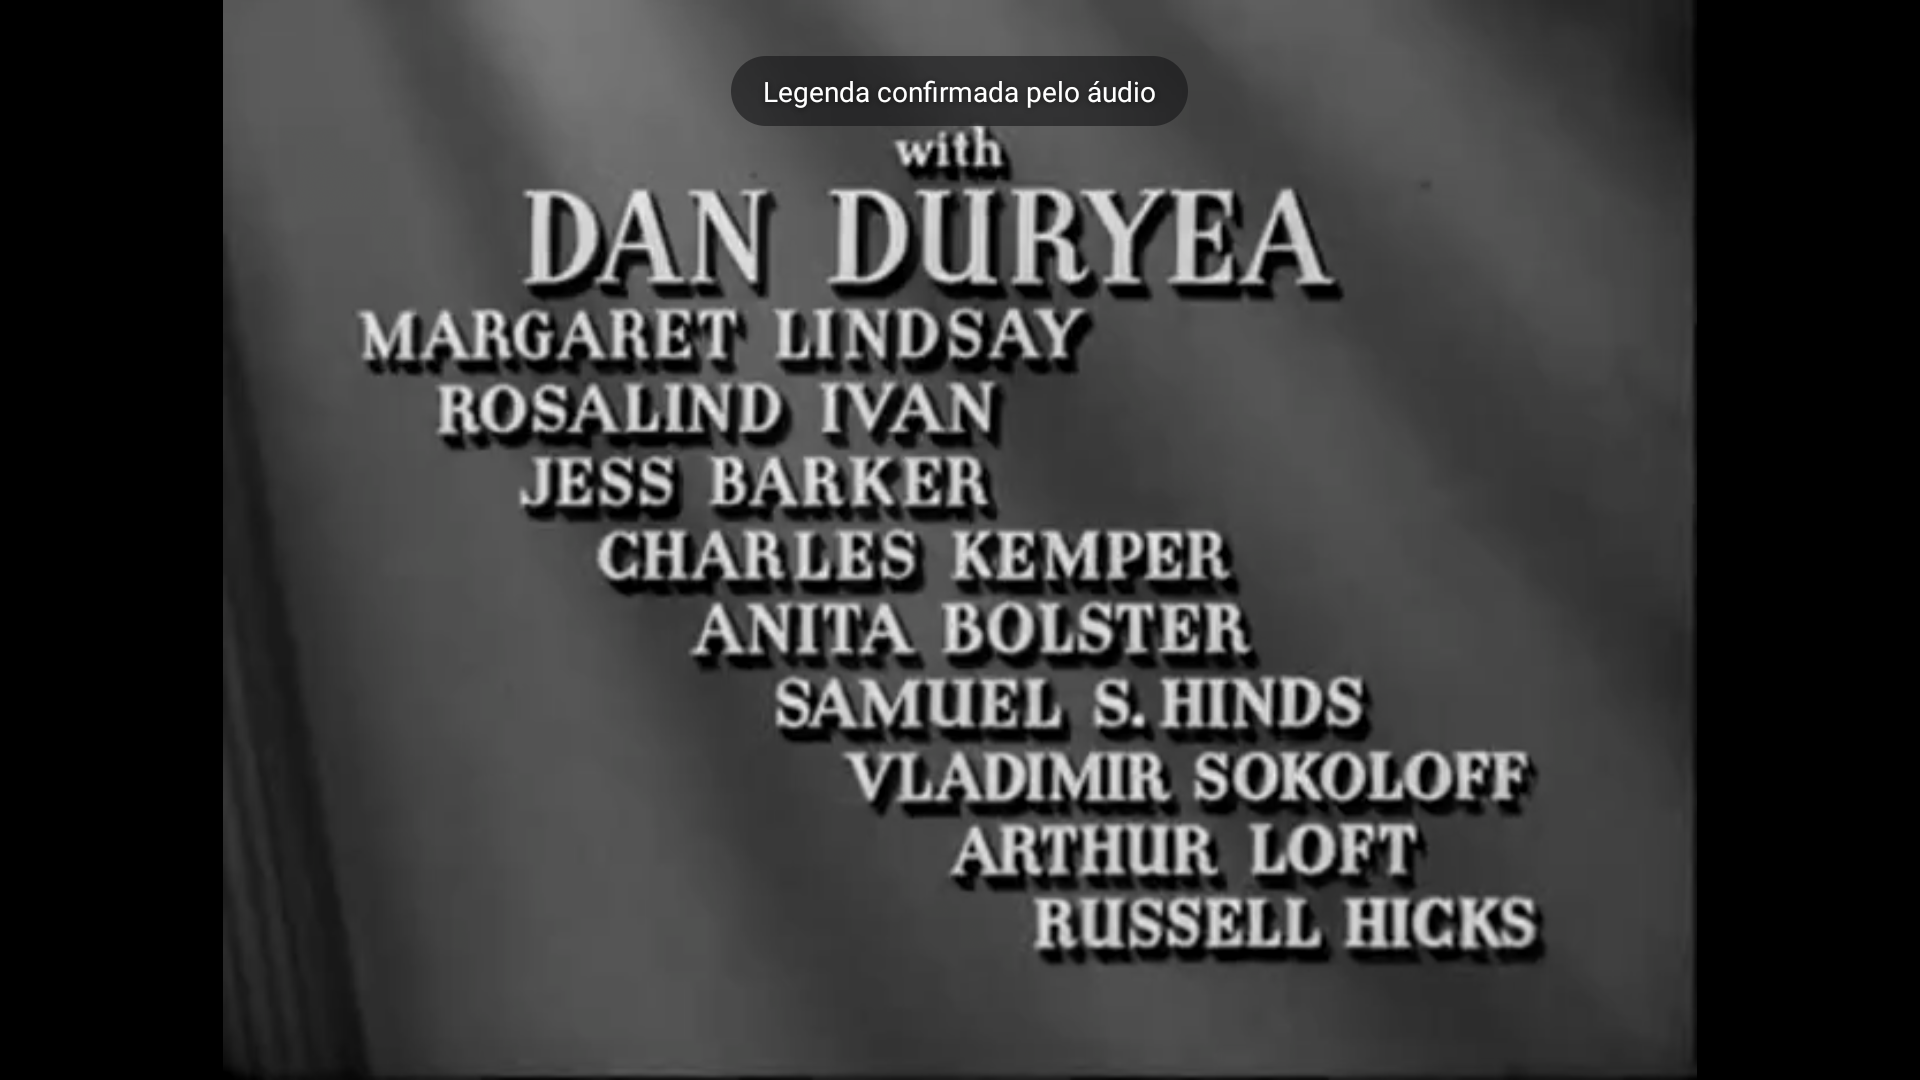 Legenda confirmada pelo áudio
with
DAN DURYEA
MARGARET LINDSAY
ROSALIND IVAN
JESS BARKER
CHARLES KEMPER
ANITA BOLSTER
SAMUEL S. HINDS
VLADIMIR SOKOLOFF
ARTHUR LOFT
RUSSELL HICKS